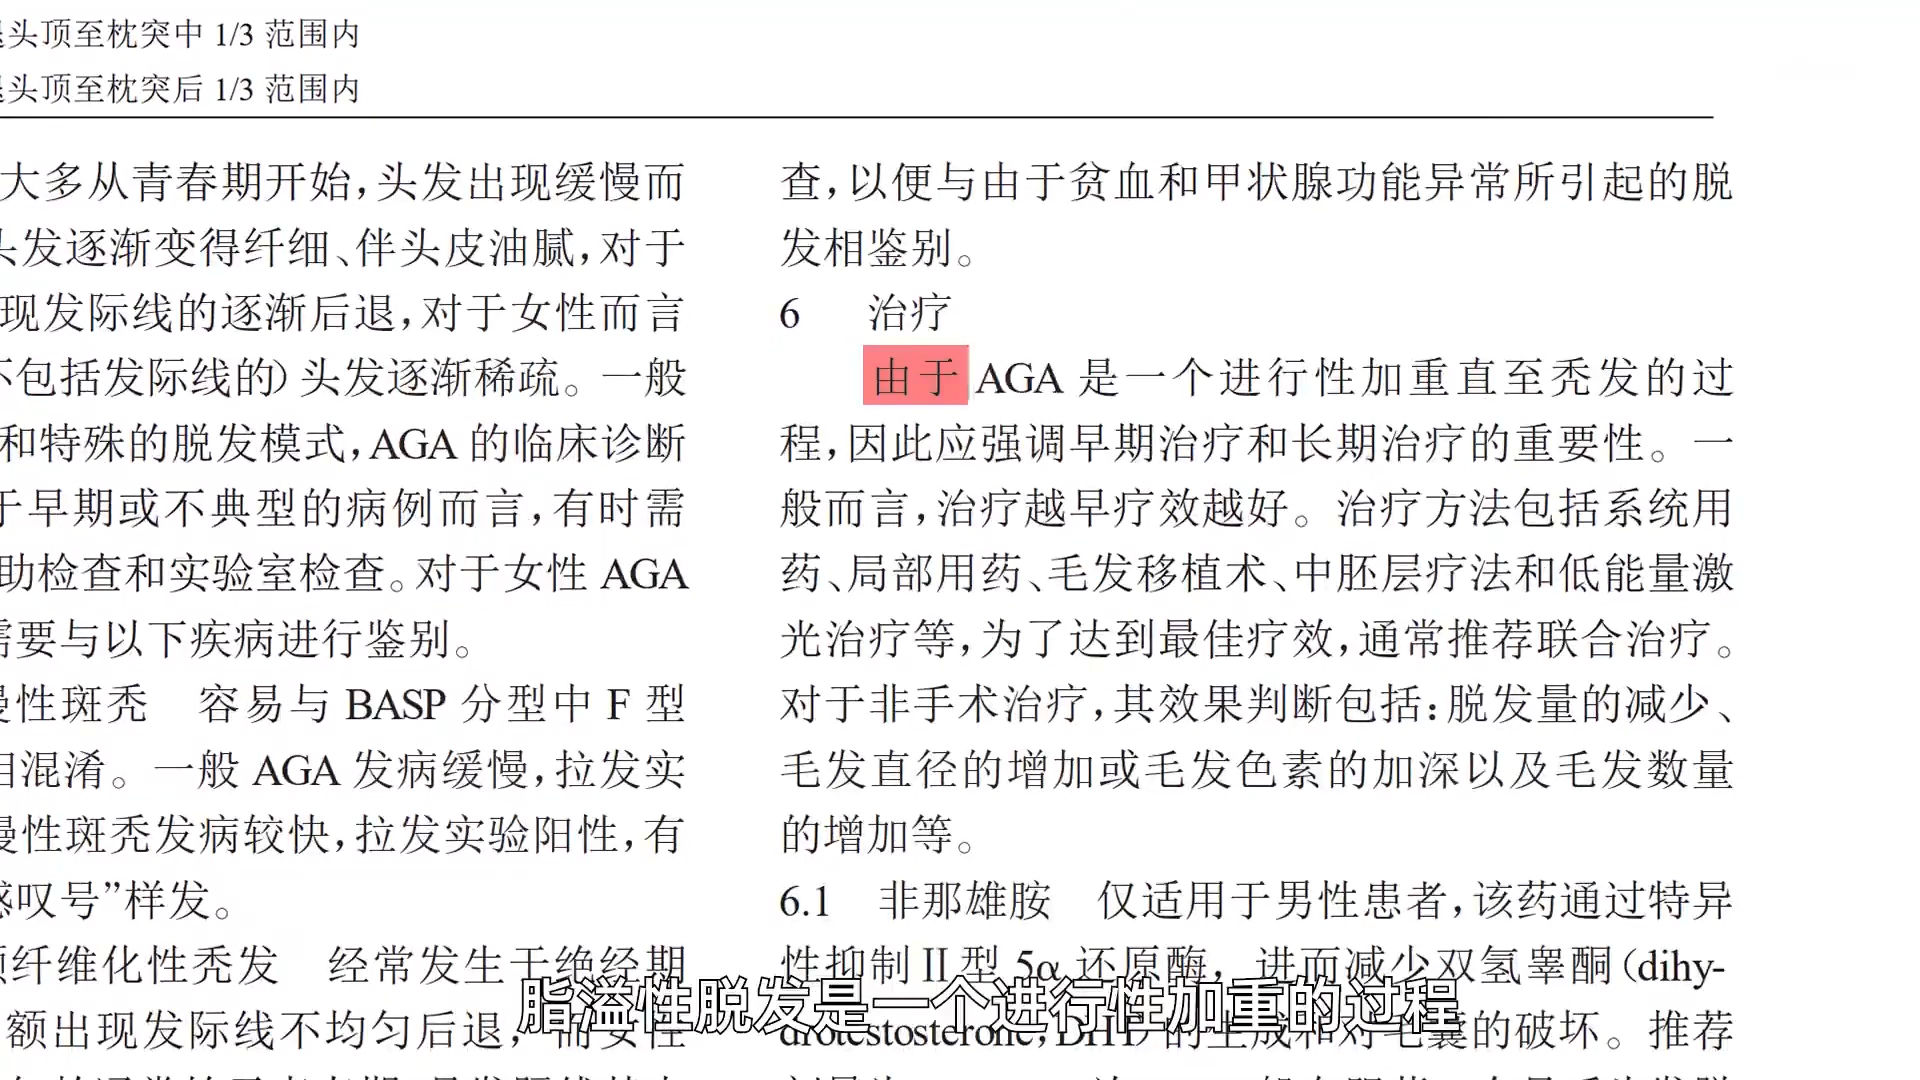 头顶至枕突中 1/3 范围内
头顶至枕突后 1/3 范围内
大多从青春期开始,头发出现缓慢而
发逐渐变得纤细、伴头皮油腻,对于
现发际线的逐渐后退,对于女性而言
包括发际线的)头发逐渐稀疏。一般
和特殊的脱发模式,AGA 的临床诊断
于早期或不典型的病例而言,有时需
助检查和实验室检查。对于女性 AGA
需要与以下疾病进行鉴别。
慢性斑秃 容易与 BASP 分型中 F 型
相混淆。一般 AGA 发病缓慢,拉发实
慢性斑秃发病较快,拉发实验阳性,有
叹号”样发。
纤维化性秃发 经常发生于绝经期
额出现发际线不均匀后退,而女性
查,以便与由于贫血和甲状腺功能异常所引起的脱
发相鉴别。
6 治疗
由于 AGA 是一个进行性加重直至秃发的过
程,因此应强调早期治疗和长期治疗的重要性。一
般而言,治疗越早疗效越好。治疗方法包括系统用
药、局部用药、毛发移植术、中胚层疗法和低能量激
光治疗等,为了达到最佳疗效,通常推荐联合治疗。
对于非手术治疗,其效果判断包括:脱发量的减少、
毛发直径的增加或毛发色素的加深以及毛发数量
的增加等。
6.1 非那雄胺 仅适用于男性患者,该药通过特异
性抑制 II 型 5α 还原酶，进而减少双氢睾酮(dihy-
drotestosterone, DHT) 的生成和对毛囊的破坏。推荐
脂溢性脱发是一个进行性加重的过程